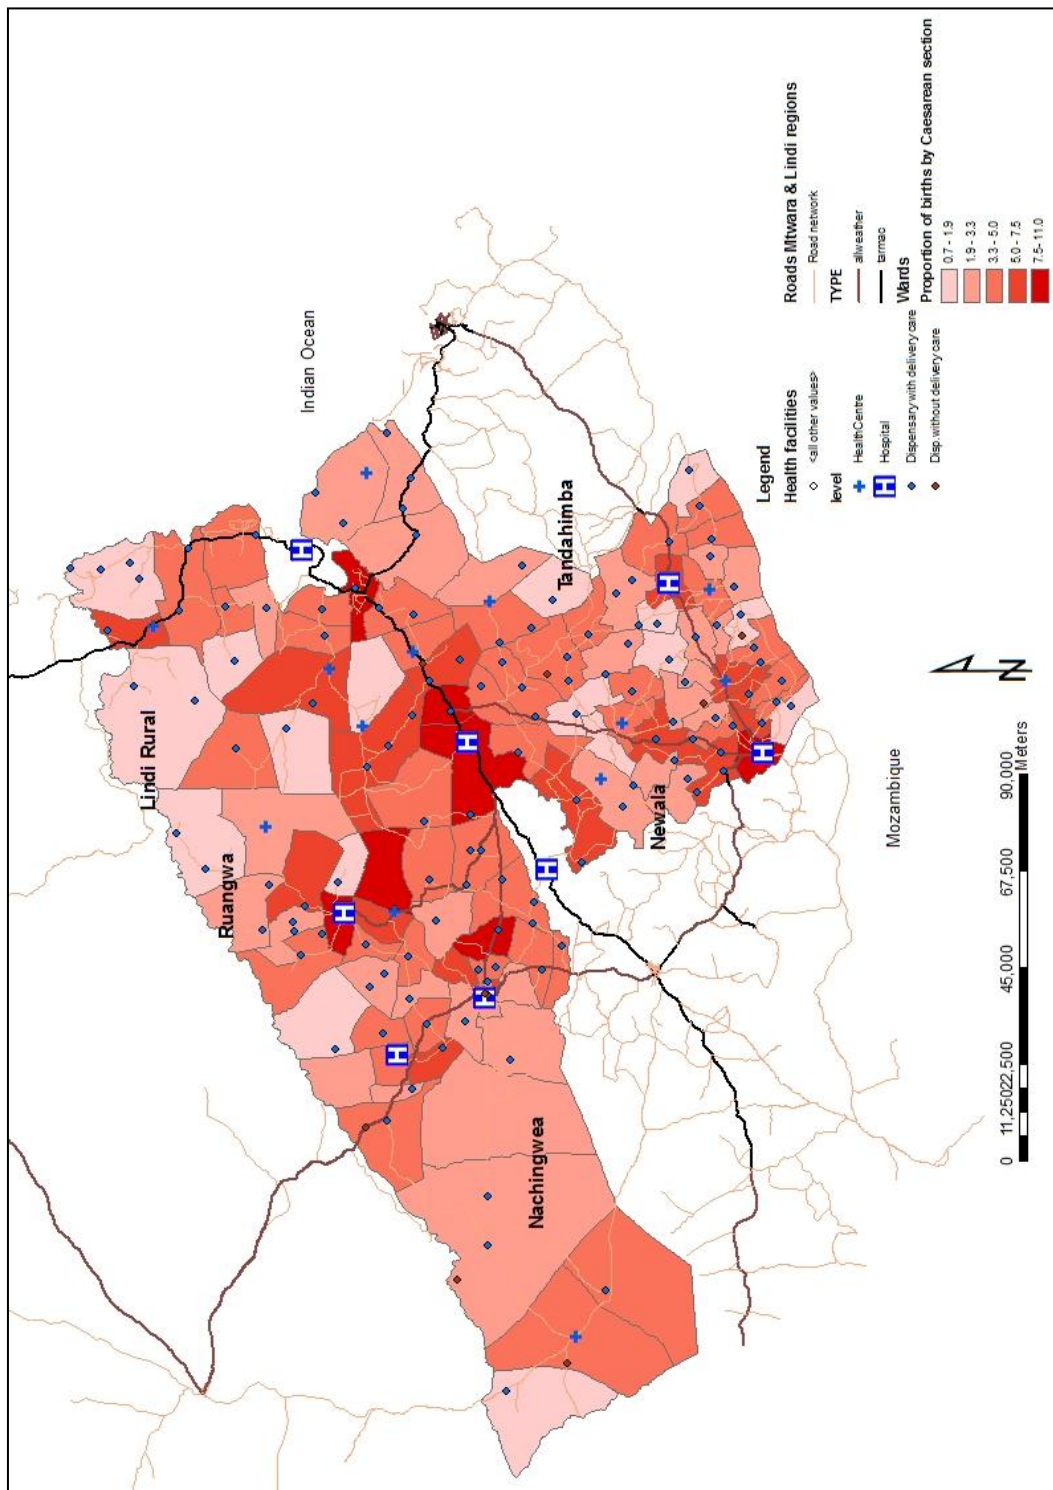 Indian Ocean
Lindi Rural
Ruangwa
Tandahimba
Newala
Nachingwea
Mozambique
N
0 11,25022,500 45,000 67,500 90,000
Meters
Legend
Health facilities
<all other values>
level
HealthCentre
H Hospital
Dispensary with delivery care
Disp.without delivery care
Roads Mtwara & Lindi regions
Road network
TYPE
allweather
tarmac
Wards
Proportion of births by Caesarean section
0.7 - 1.9
1.9 - 3.3
3.3 - 5.0
5.0 - 7.5
7.5-11.0
H
H
H
H
H
H
H
H